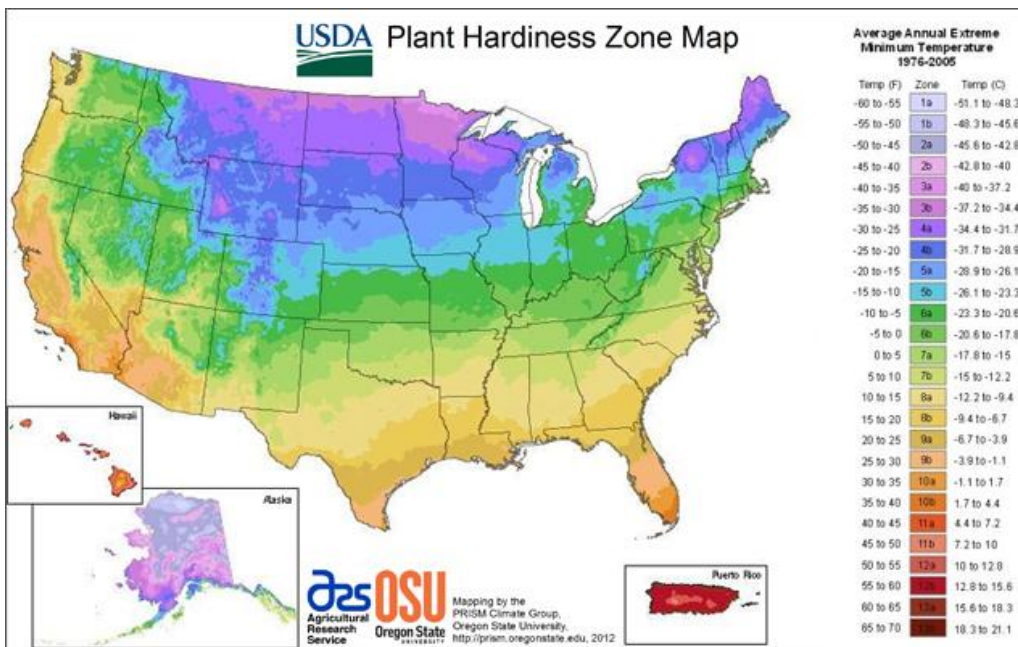 USDA Plant Hardiness Zone Map
Average Annual Extreme
Minimum Temperature
1976-2005
Temp (F) Zone Temp (C)
-60 to -55 1a -51.1 to -48.3
-55 to -50 1b -48.3 to -45.6
-50 to -45 2a -45.6 to -42.8
-45 to -40 2b -42.8 to -40
-40 to -35 3a -40 to -37.2
-35 to -30 3b -37.2 to -34.4
-30 to -25 4a -34.4 to -31.7
-25 to -20 4b -31.7 to -28.9
-20 to -15 5a -28.9 to -26.1
-15 to -10 5b -26.1 to -23.3
-10 to -5 6a -23.3 to -20.6
-5 to 0 6b -20.6 to -17.8
0 to 5 7a -17.8 to -15
5 to 10 7b -15 to -12.2
10 to 15 8a -12.2 to -9.4
15 to 20 8b -9.4 to -6.7
20 to 25 9a -6.7 to -3.9
25 to 30 9b -3.9 to -1.1
30 to 35 10a -1.1 to 1.7
35 to 40 10b 1.7 to 4.4
40 to 45 11a 4.4 to 7.2
45 to 50 11b 7.2 to 10
50 to 55 12a 10 to 12.8
55 to 60 12b 12.8 to 15.6
60 to 65 13a 15.6 to 18.3
65 to 70 18.3 to 21.1
Hawaii
Alaska
ars
Agricultural
Research
Service
OSU
Oregon State
UNIVERSITY
Mapping by the
PRISM Climate Group,
Oregon State University,
http://prism.oregonstate.edu, 2012
Puerto Rico